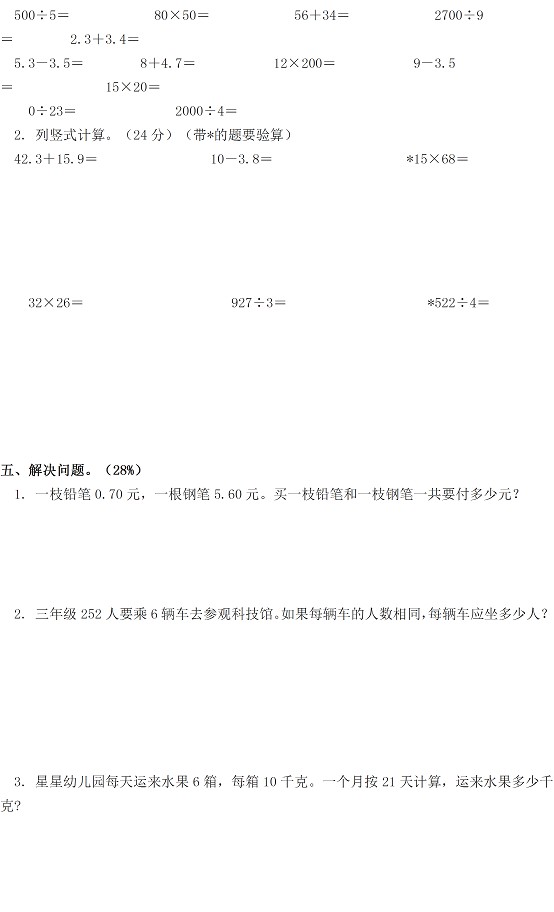 500÷5＝ 80×50＝ 56＋34＝ 2700÷9
＝ 2.3＋3.4＝
5.3－3.5＝ 8＋4.7＝ 12×200＝ 9－3.5
＝ 15×20＝
0÷23＝ 2000÷4＝
2. 列竖式计算。（24 分）（带*的题要验算）
42.3＋15.9＝ 10－3.8＝ *15×68＝
32×26＝ 927÷3＝ *522÷4＝
五、解决问题。（28%）
1. 一枝铅笔 0.70 元，一根钢笔 5.60 元。买一枝铅笔和一枝钢笔一共要付多少元?
2. 三年级 252 人要乘 6 辆车去参观科技馆。如果每辆车的人数相同，每辆车应坐多少人?
3. 星星幼儿园每天运来水果 6 箱，每箱 10 千克。一个月按 21 天计算，运来水果多少千
克?